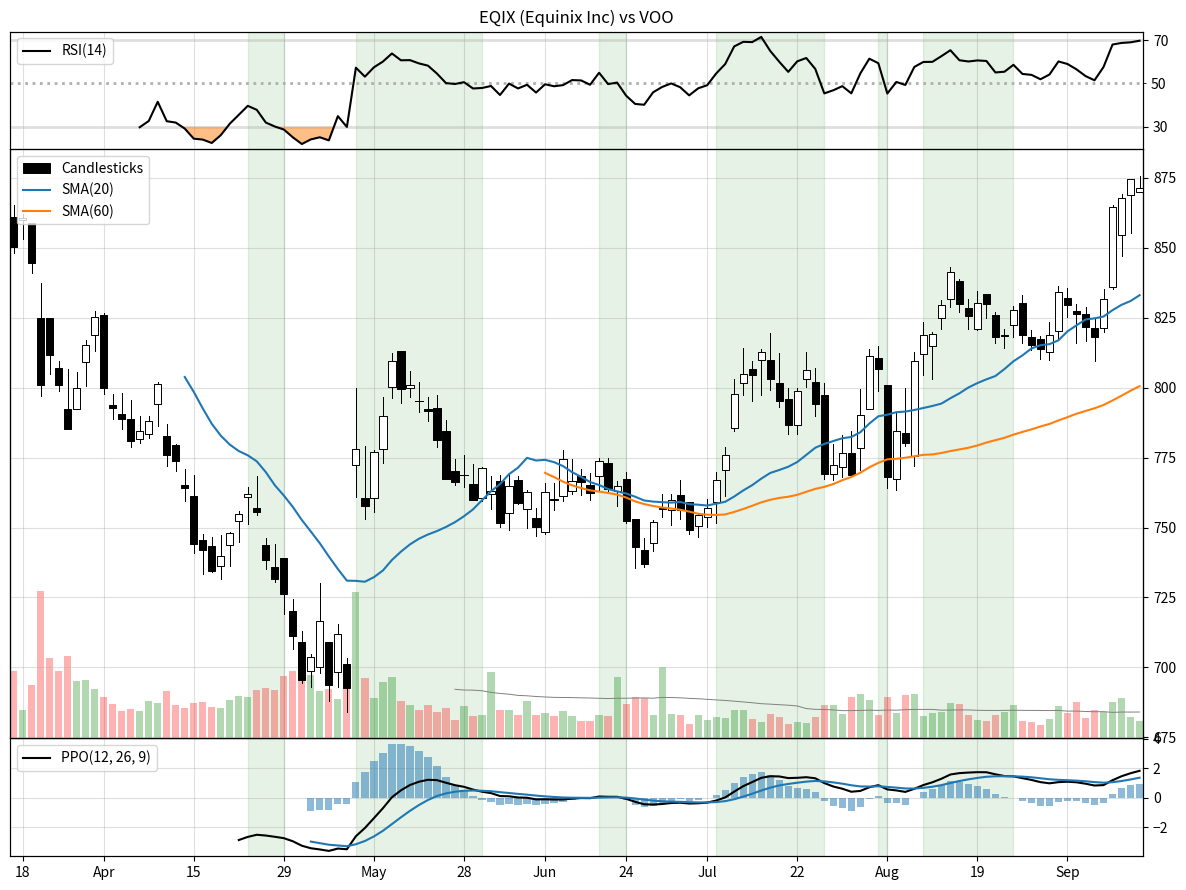 EQIX (Equinix Inc) vs VOO
RSI(14)
70
50
30
Candlesticks
SMA(20)
SMA(60)
875
850
825
800
775
750
725
700
675
PPO(12, 26, 9)
4
2
0
−2
18 Apr 15 29 May 28 Jun 24 Jul 22 Aug 19 Sep